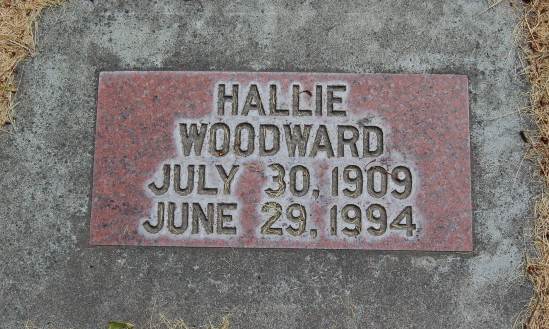 HALLIE
WOODWARD
JULY 30, 1909
JUNE 29, 1994